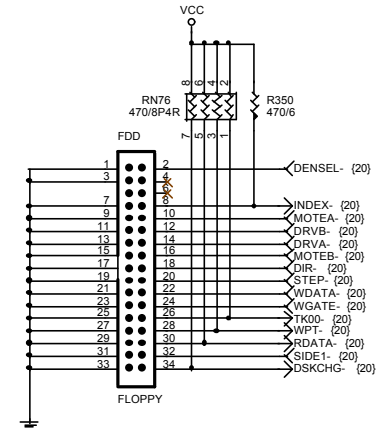 VCC
8 6 4 2
RN76
470/8P4R
R350
470/6
7 5 3 1
FDD
1 2 DENSEL- {20}
3 4
6
7 8 INDEX- {20}
9 10 MOTEA- {20}
11 12 DRVB- {20}
13 14 DRVA- {20}
15 16 MOTEB- {20}
17 18 DIR- {20}
19 20 STEP- {20}
21 22 WDATA- {20}
23 24 WGATE- {20}
25 26 TK00- {20}
27 28 WPT- {20}
29 30 RDATA- {20}
31 32 SIDE1- {20}
33 34 DSKCHG- {20}
FLOPPY